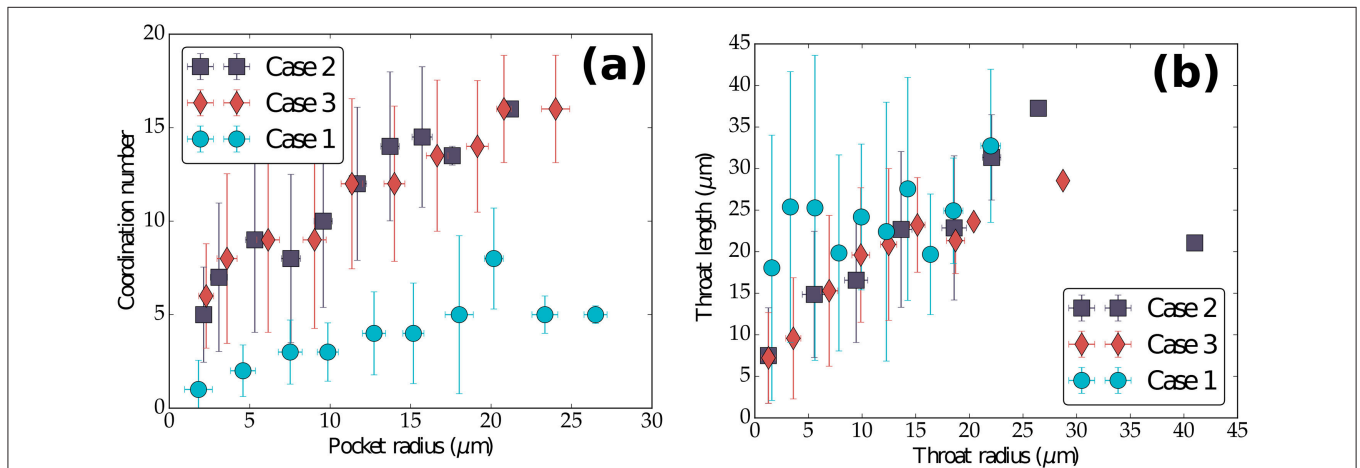 (a)
Case 2
Case 3
Case 1
Coordination number
20
15
10
5
0
0 5 10 15 20 25 30
Pocket radius (μm)
(b)
Throat length (μm)
45
40
35
30
25
20
15
10
5
0
Case 2
Case 3
Case 1
0 5 10 15 20 25 30 35 40 45
Throat radius (μm)